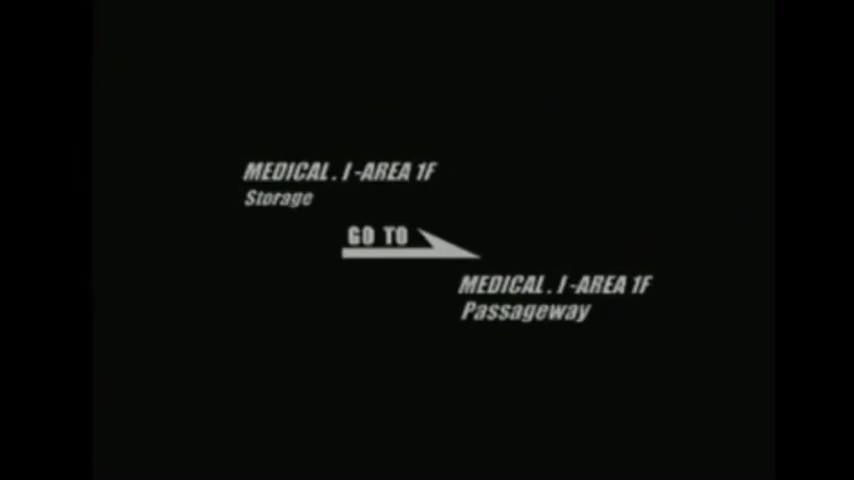 MEDICAL. I-AREA 1F
Storage
GO TO
MEDICAL. I-AREA 1F
Passageway